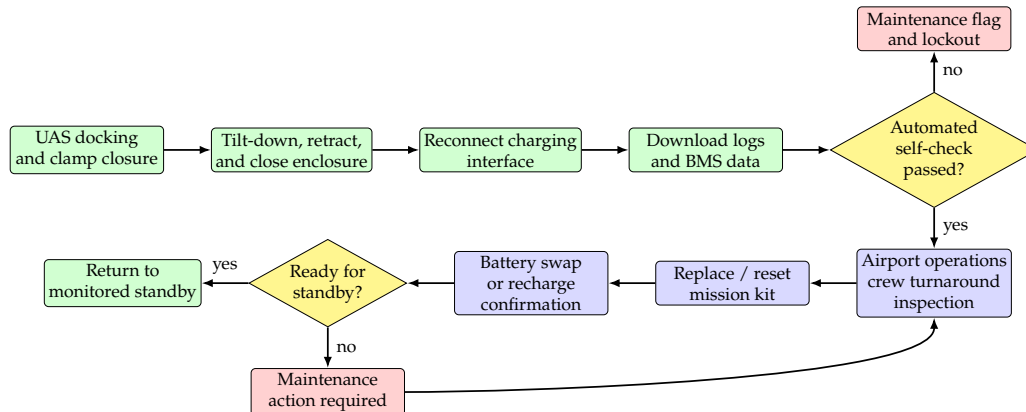 Maintenance flag
and lockout
no
UAS docking
and clamp closure
Tilt-down, retract,
and close enclosure
Reconnect charging
interface
Download logs
and BMS data
Automated
self-check
passed?
yes
Airport operations
crew turnaround
inspection
Replace / reset
mission kit
Battery swap
or recharge
confirmation
Ready for
standby?
yes
Return to
monitored standby
no
Maintenance
action required